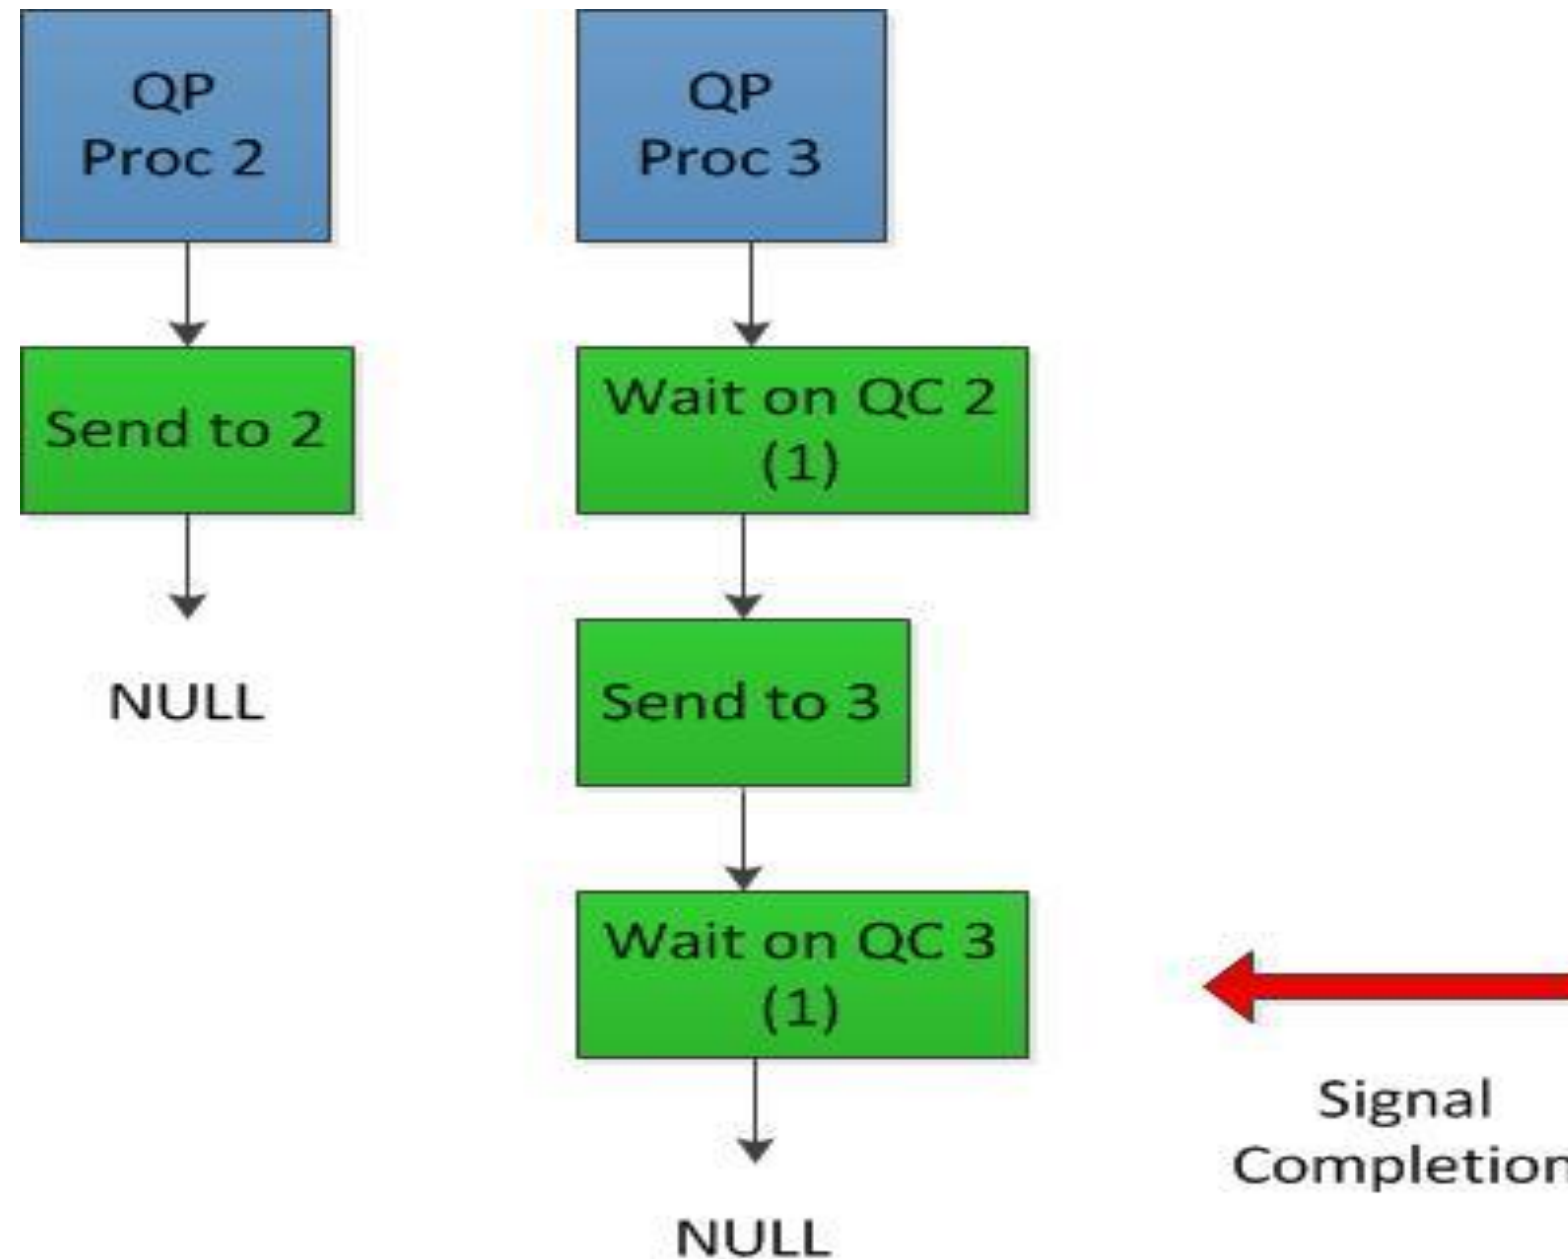 QP
Proc 2
QP
Proc 3
Send to 2
Wait on QC 2
(1)
NULL
Send to 3
Wait on QC 3
(1)
Signal
Completion
NULL